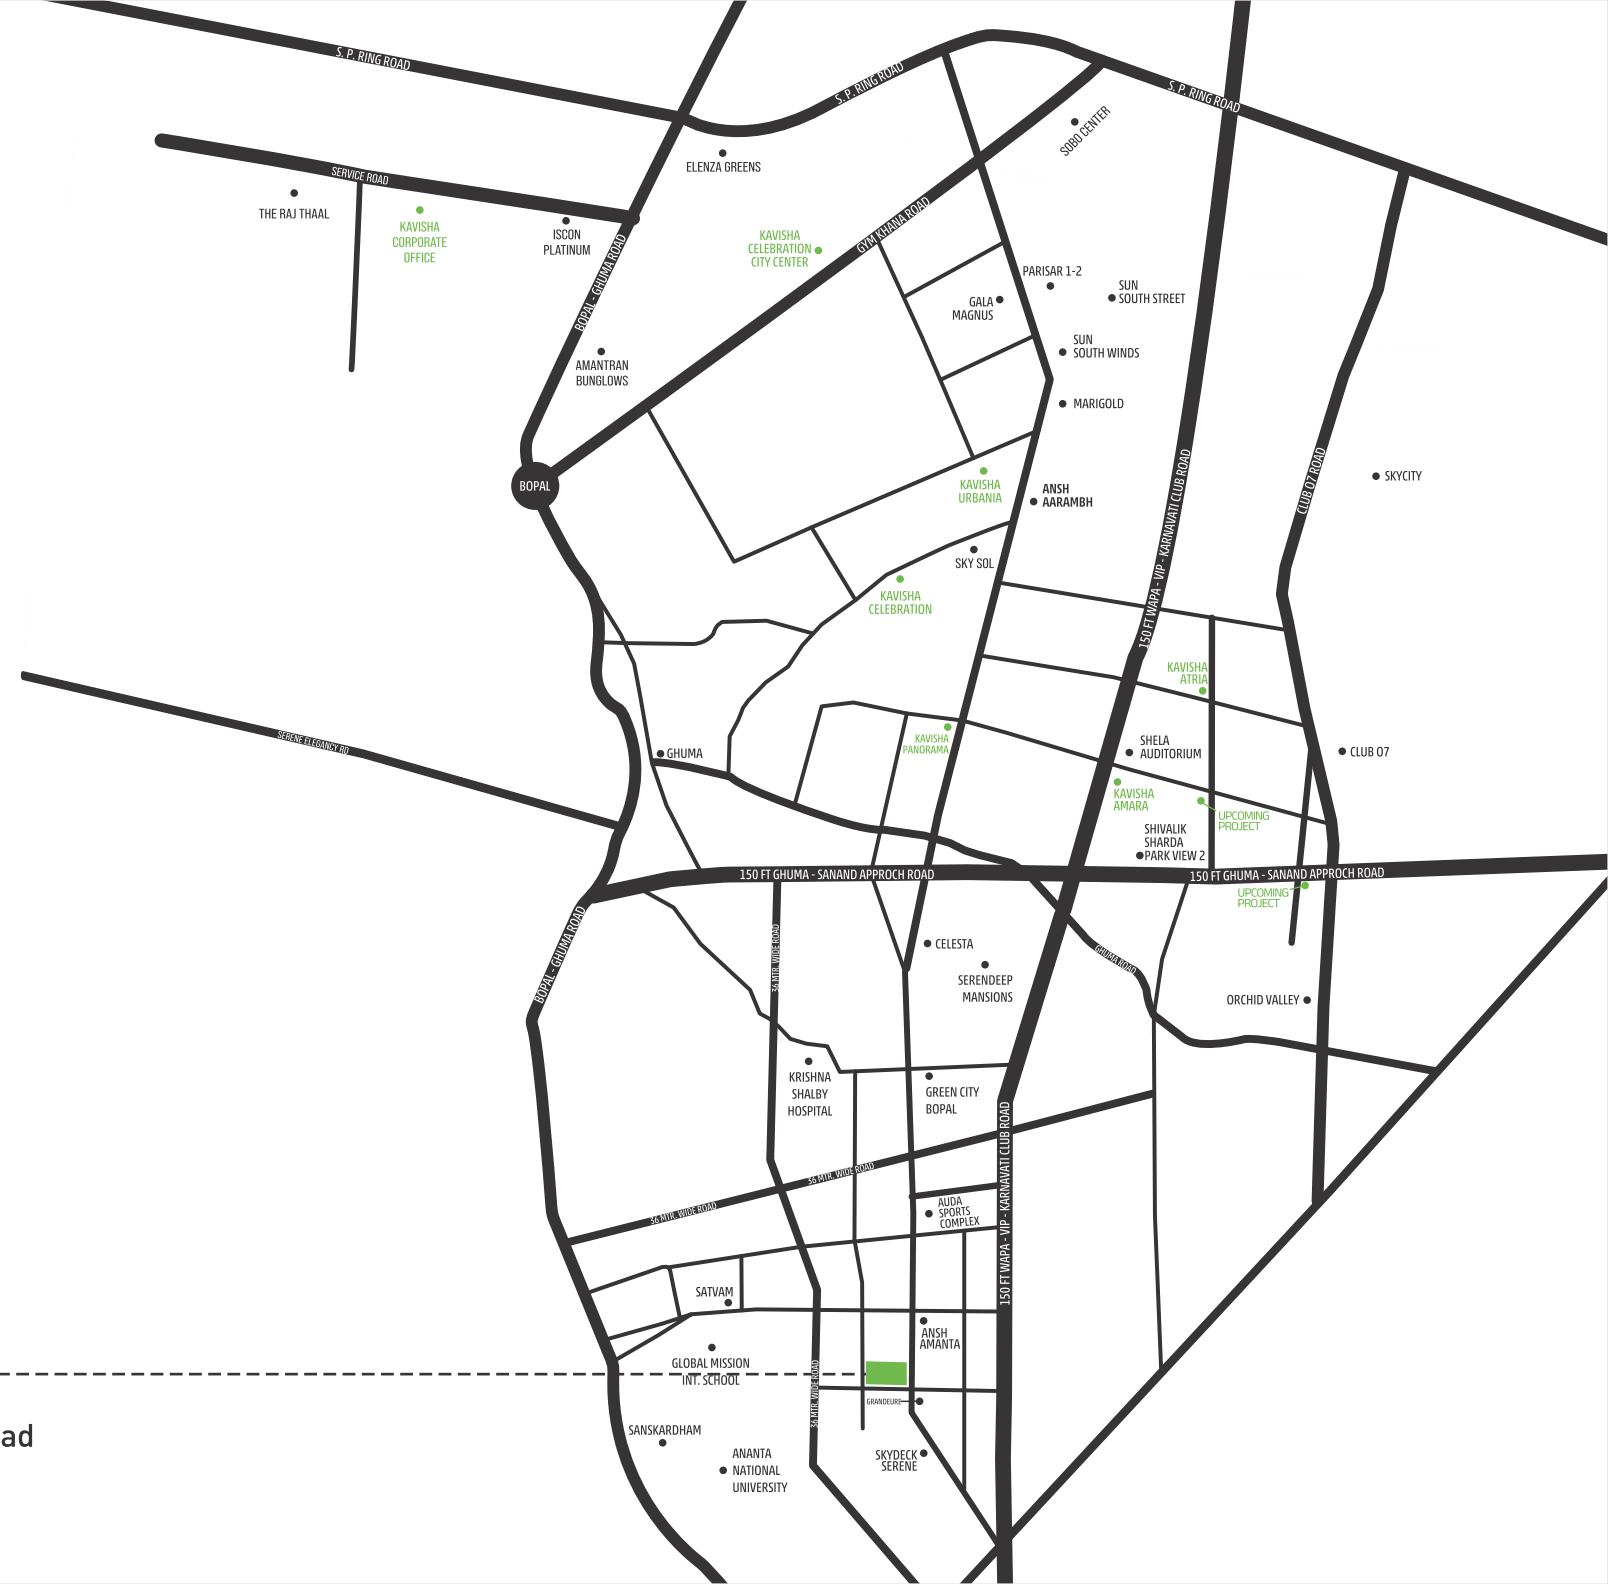 S. P. RING ROAD
S. P. RING ROAD
S. P. RING ROAD
SOBO CENTER
ELENZA GREENS
SERVICE ROAD
THE RAJ THAAL
KAVISHA
CORPORATE
OFFICE
ISCON
PLATINUM
BOPAL - GHUMA ROAD
KAVISHA
CELEBRATION
CITY CENTER
GYM KHANA ROAD
PARISAR 1-2
GALA
MAGNUS
SUN
SOUTH STREET
SUN
SOUTH WINDS
AMANTRAN
BUNGLOWS
MARIGOLD
BOPAL
KAVISHA
URBANIA
ANSH
AARAMBH
150 FT WAPA - VIP - KARNAVATI CLUB ROAD
CLUB O7 ROAD
SKYCITY
SKY SOL
KAVISHA
CELEBRATION
KAVISHA
ATRIA
SERENE ELEGANCY RD
GHUMA
KAVISHA
PANORAMA
SHELA
AUDITORIUM
CLUB O7
KAVISHA
AMARA
UPCOMING
PROJECT
SHIVALIK
SHARDA
PARK VIEW 2
150 FT GHUMA - SANAND APPROCH ROAD
150 FT GHUMA - SANAND APPROCH ROAD
UPCOMING
PROJECT
BOPAL - GHUMA ROAD
36 MTR. WIDE ROAD
CELESTA
SERENDEEP
MANSIONS
GHUMA ROAD
ORCHID VALLEY
KRISHNA
SHALBY
HOSPITAL
GREEN CITY
BOPAL
150 FT WAPA - VIP - KARNAVATI CLUB ROAD
36 MTR. WIDE ROAD
36 MTR. WIDE ROAD
AUDA
SPORTS
COMPLEX
SATVAM
ANSH
AMANTA
GLOBAL MISSION
INT. SCHOOL
36 MTR. WIDE ROAD
GRANDEURE
ad
SANSKARDHAM
ANANTA
NATIONAL
UNIVERSITY
SKYDECK
SERENE